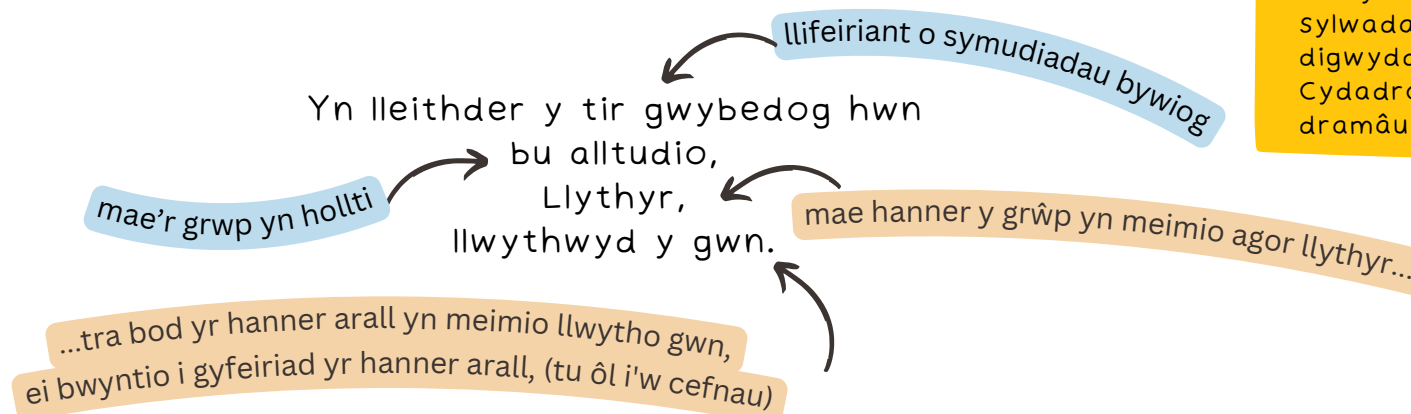 llifeiriant o symudiadau bywiog
Yn lleithder y tir gwybedog hwn
bu alltudio,
Llythyr,
llwythwyd y gwn.
mae'r grwp yn hollti
mae hanner y grŵp yn meimio agor llythyr...
...tra bod yr hanner arall yn meimio llwytho gwn,
ei bwyntio i gyfeiriad yr hanner arall, (tu ôl i'w cefnau)
dramâu